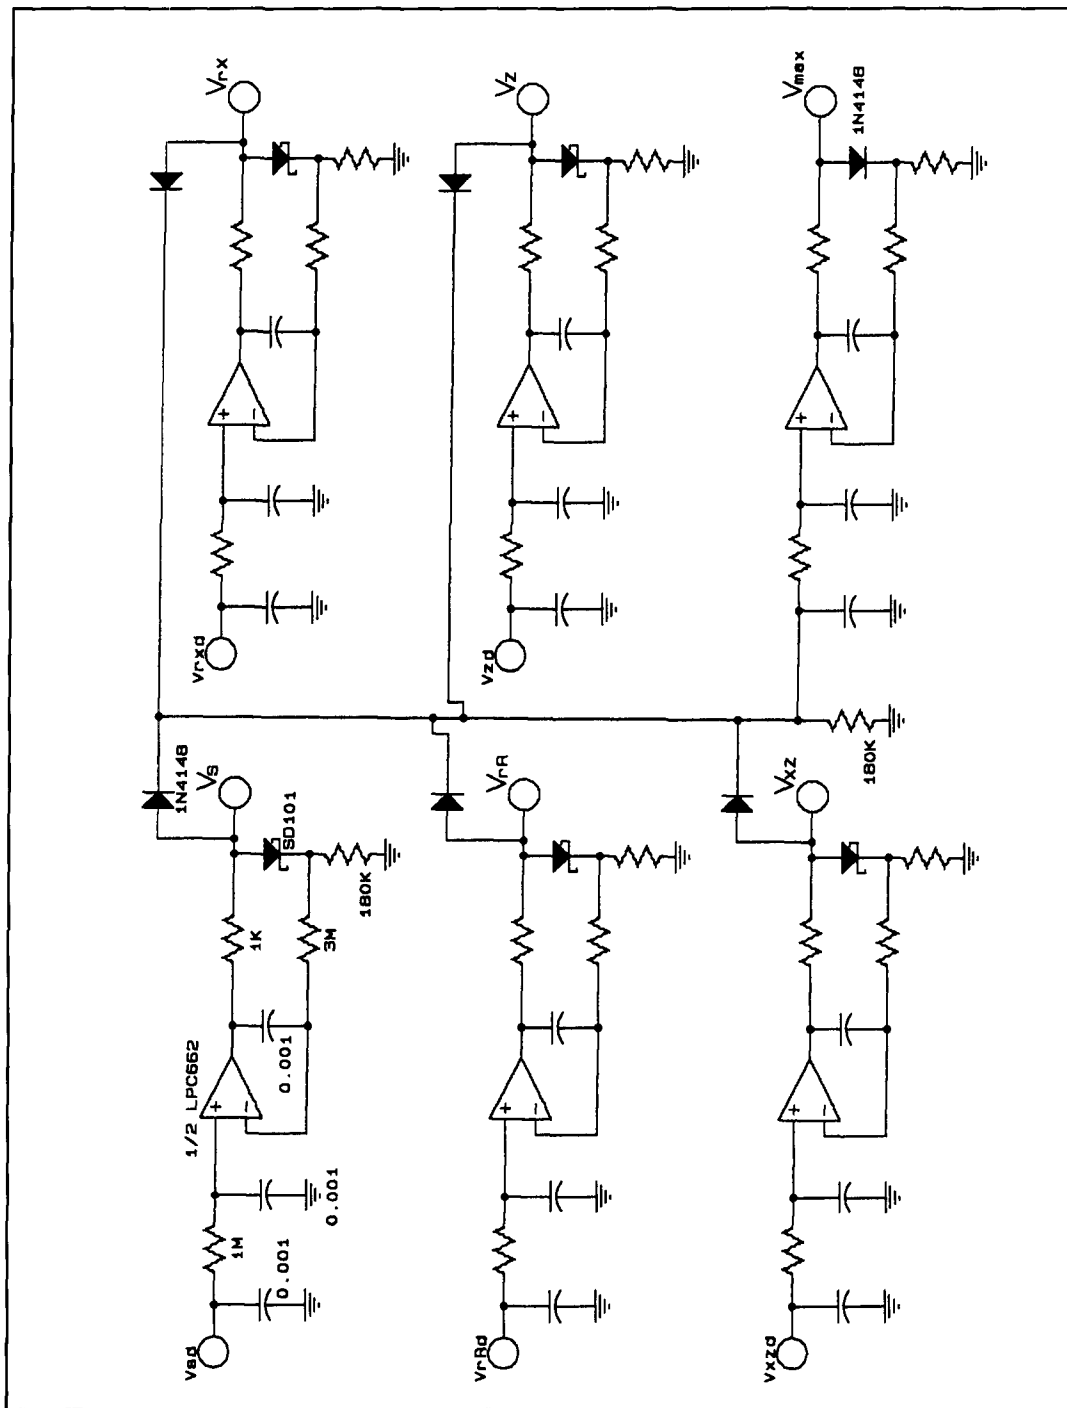 Vrx
Vz
Vmax
1N4148
+
-
+
-
+
-
Vrxd
Vzd
1N4148
Vs
SD101
180K
VrR
Vxz
180K
1K
3M
1/2 LPC662
0.001
+
-
+
-
+
-
0.001
1M
0.001
Vsd
VrRd
Vxzd